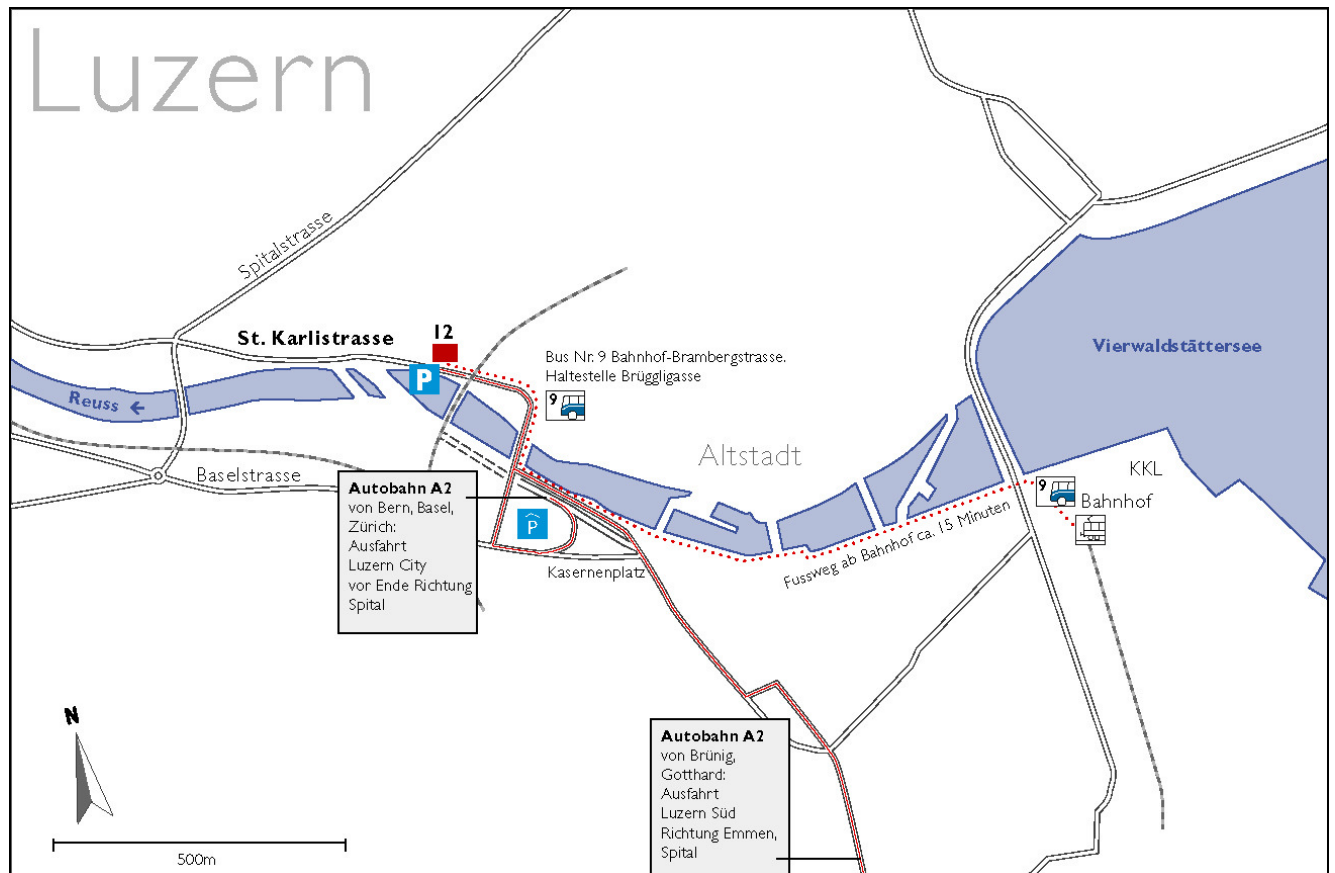 Luzern
Spitalstrasse
St. Karlistrasse
12
P
Bus Nr. 9 Bahnhof-Brambergstrasse.
Haltestelle Brüggligasse
9
Reuss ←
Vierwaldstättersee
Altstadt
Baselstrasse
KKL
9
Bahnhof
Autobahn A2
von Bern, Basel,
Zürich:
Ausfahrt
Luzern City
vor Ende Richtung
Spital
P
Kasernenplatz
Fussweg ab Bahnhof ca. 15 Minuten
N
Autobahn A2
von Brünig,
Gotthard:
Ausfahrt
Luzern Süd
Richtung Emmen,
Spital
500m